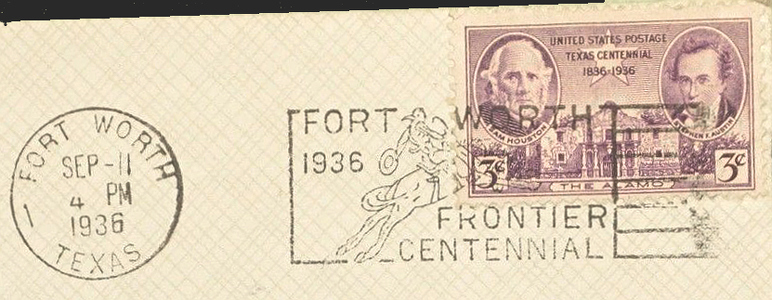 UNITED STATES POSTAGE
TEXAS CENTENNIAL
1836-1936
SAM HOUSTON
STEPHEN F. AUSTIN
3¢
3¢
THE ALAMO
FORT WORTH
1936
FRONTIER
CENTENNIAL
FORT WORTH
SEP-11
4 PM
1936
1
TEXAS